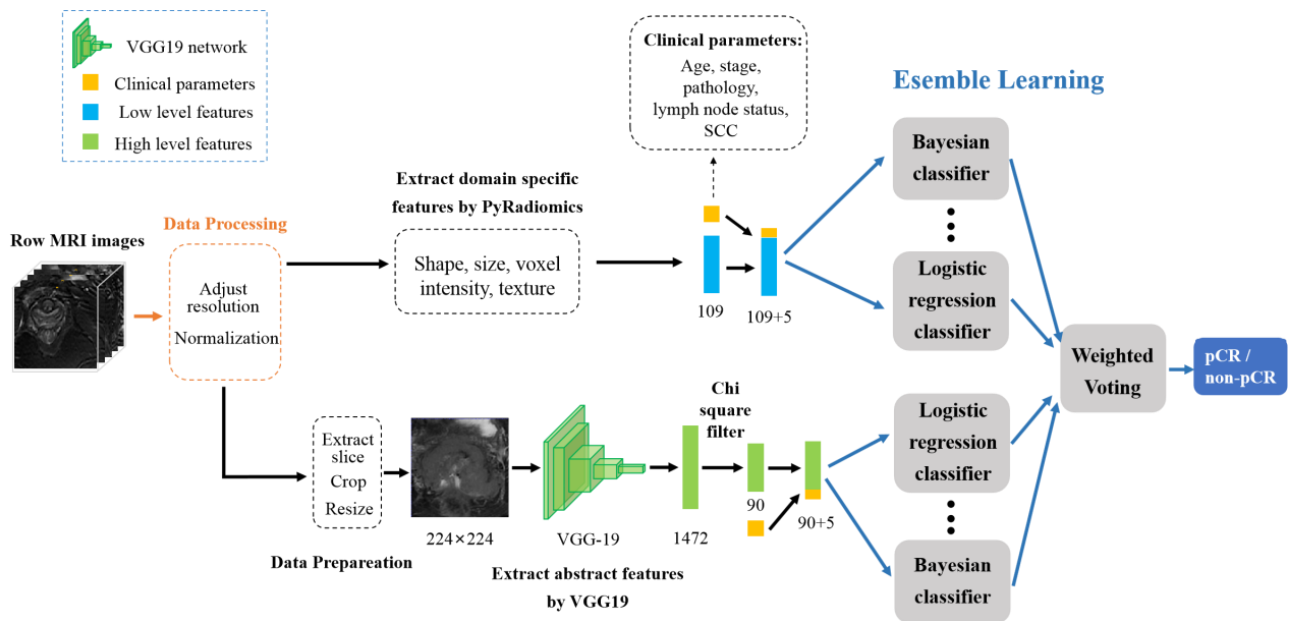 VGG19 network
Clinical parameters
Low level features
High level features
Clinical parameters:
Age, stage,
pathology,
lymph node status,
SCC
Esemble Learning
Extract domain specific
features by PyRadiomics
Data Processing
Row MRI images
Adjust
resolution
Normalization
Shape, size, voxel
intensity, texture
109
109+5
Bayesian
classifier
Logistic
regression
classifier
Weighted
Voting
pCR /
non-pCR
Extract
slice
Crop
Resize
Data Prepareation
224×224
VGG-19
Extract abstract features
by VGG19
1472
Chi
square
filter
90
90+5
Logistic
regression
classifier
Bayesian
classifier